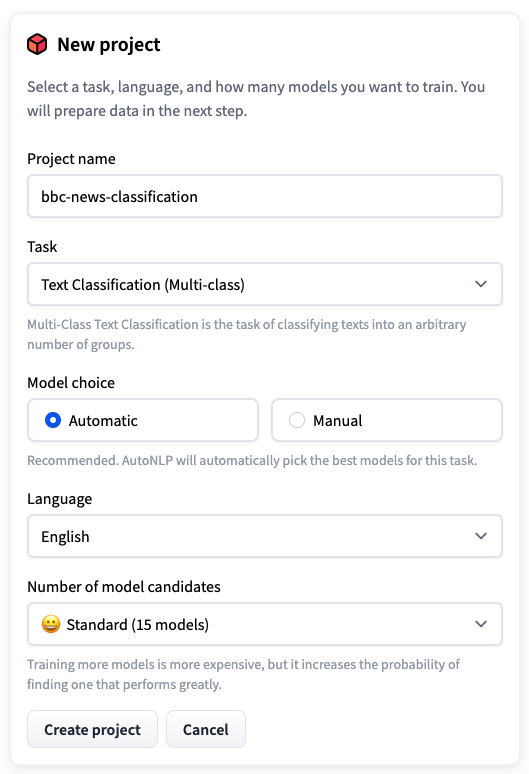 New project
Select a task, language, and how many models you want to train. You
will prepare data in the next step.
Project name
bbc-news-classification
Task
Text Classification (Multi-class)
Multi-Class Text Classification is the task of classifying texts into an arbitrary
number of groups.
Model choice
Automatic
Manual
Recommended. AutoNLP will automatically pick the best models for this task.
Language
English
Number of model candidates
😀 Standard (15 models)
Training more models is more expensive, but it increases the probability of
finding one that performs greatly.
Create project
Cancel